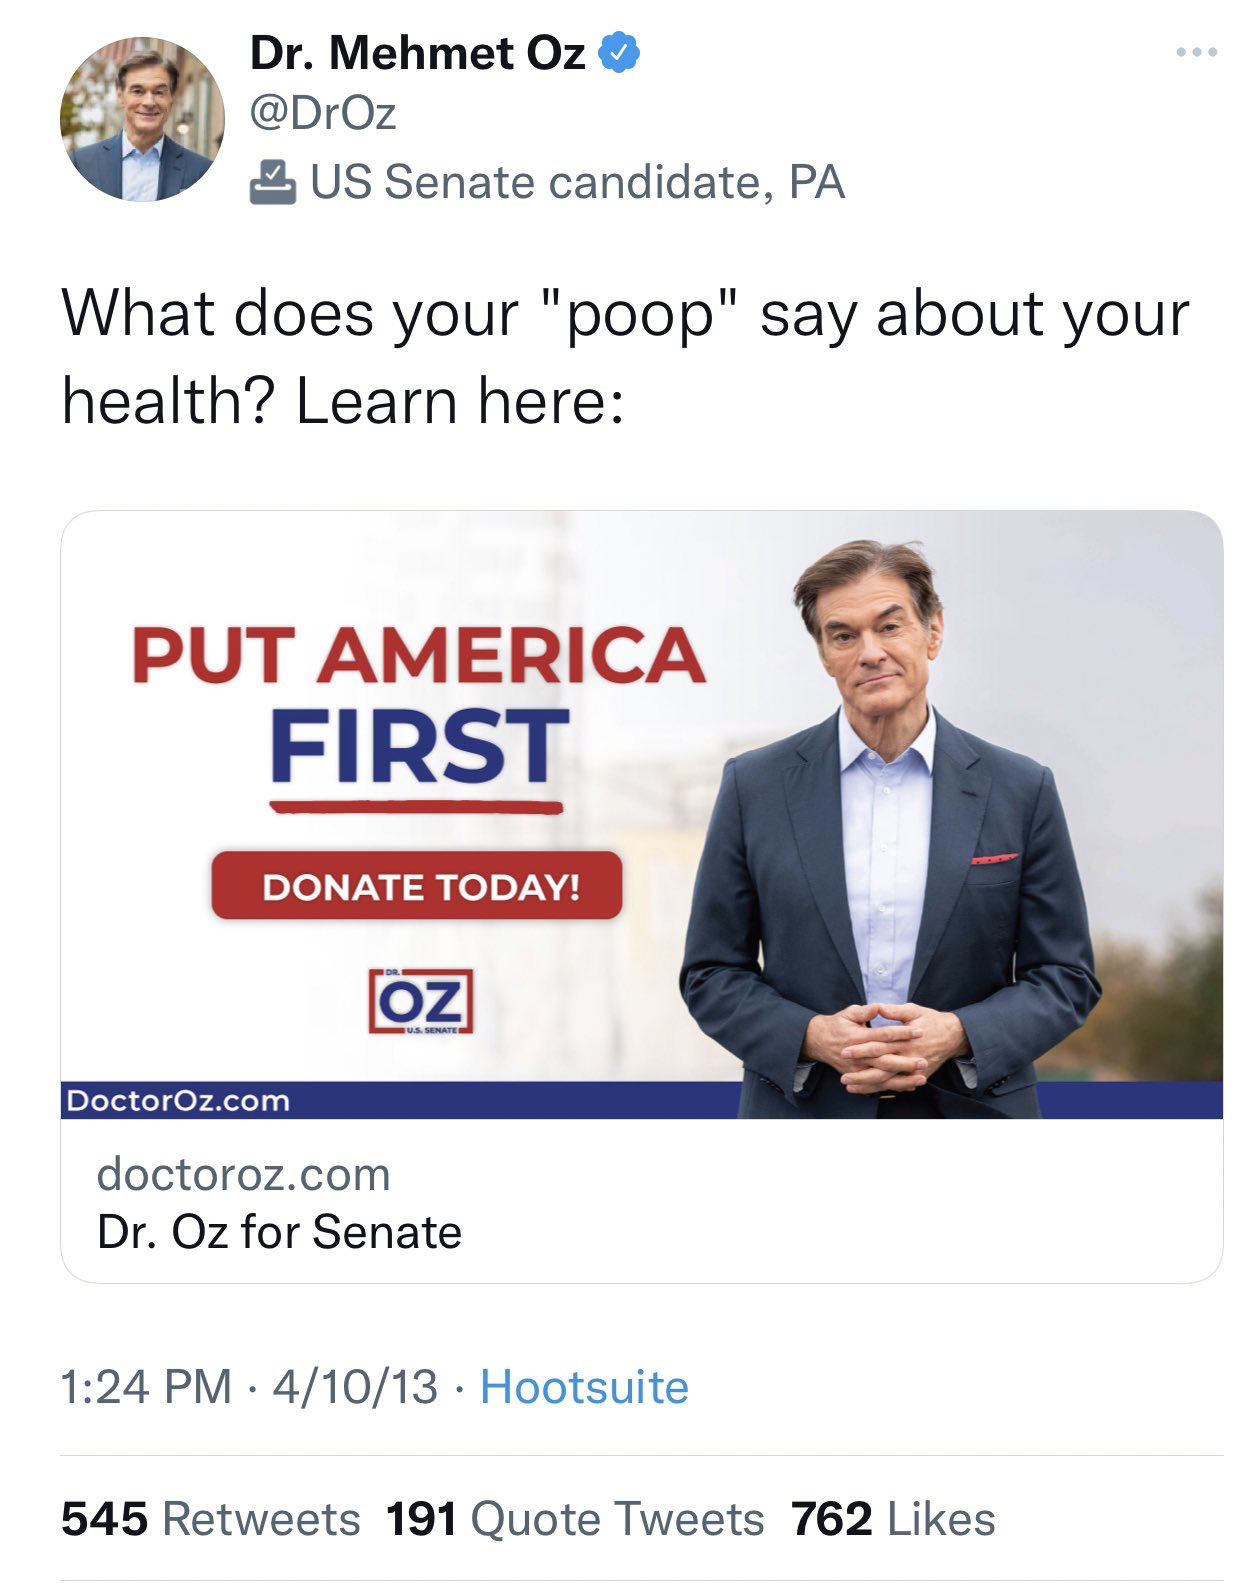 Dr. Mehmet Oz
@DrOz
US Senate candidate, PA
What does your "poop" say about your
health? Learn here:
PUT AMERICA
FIRST
DONATE TODAY!
DR.
OZ
U.S. SENATE
DoctorOz.com
doctoroz.com
Dr. Oz for Senate
1:24 PM · 4/10/13 · Hootsuite
545 Retweets 191 Quote Tweets 762 Likes